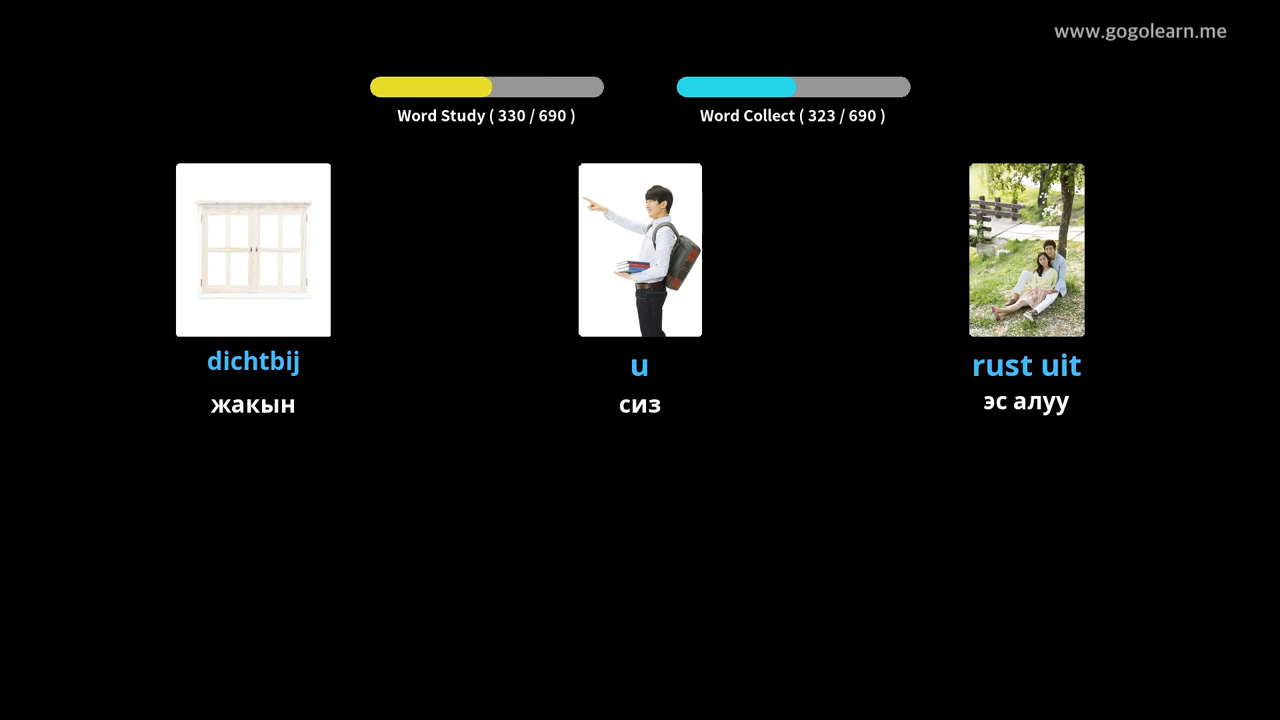 www.gogolearn.me
Word Study ( 330 / 690 )
Word Collect ( 323 / 690 )
dichtbij
жакын
u
сиз
rust uit
эс алуу